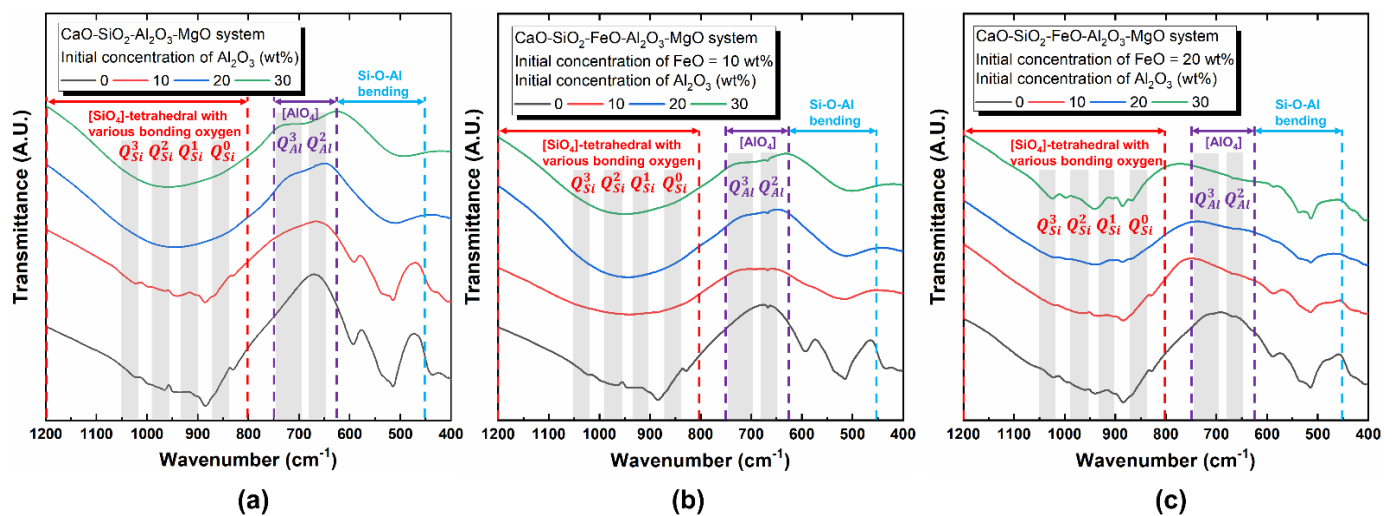 CaO-SiO₂-Al₂O₃-MgO system
Initial concentration of Al₂O₃ (wt%)
0 10 20 30
Si-O-Al
bending
[SiO₄]-tetrahedral with
various bonding oxygen
[AlO₄]
Q³Si Q²Si Q¹Si Q⁰Si
Q³Al Q²Al
Transmittance (A.U.)
1200 1100 1000 900 800 700 600 500 400
Wavenumber (cm⁻¹)
(a)
CaO-SiO₂-FeO-Al₂O₃-MgO system
Initial concentration of FeO = 10 wt%
Initial concentration of Al₂O₃ (wt%)
0 10 20 30
Si-O-Al
bending
[SiO₄]-tetrahedral with
various bonding oxygen
[AlO₄]
Q³Si Q²Si Q¹Si Q⁰Si
Q³Al Q²Al
Transmittance (A.U.)
1200 1100 1000 900 800 700 600 500 400
Wavenumber (cm⁻¹)
(b)
CaO-SiO₂-FeO-Al₂O₃-MgO system
Initial concentration of FeO = 20 wt%
Initial concentration of Al₂O₃ (wt%)
0 10 20 30
Si-O-Al
bending
[SiO₄]-tetrahedral with
various bonding oxygen
[AlO₄]
Q³Si Q²Si Q¹Si Q⁰Si
Q³Al Q²Al
Transmittance (A.U.)
1200 1100 1000 900 800 700 600 500 400
Wavenumber (cm⁻¹)
(c)